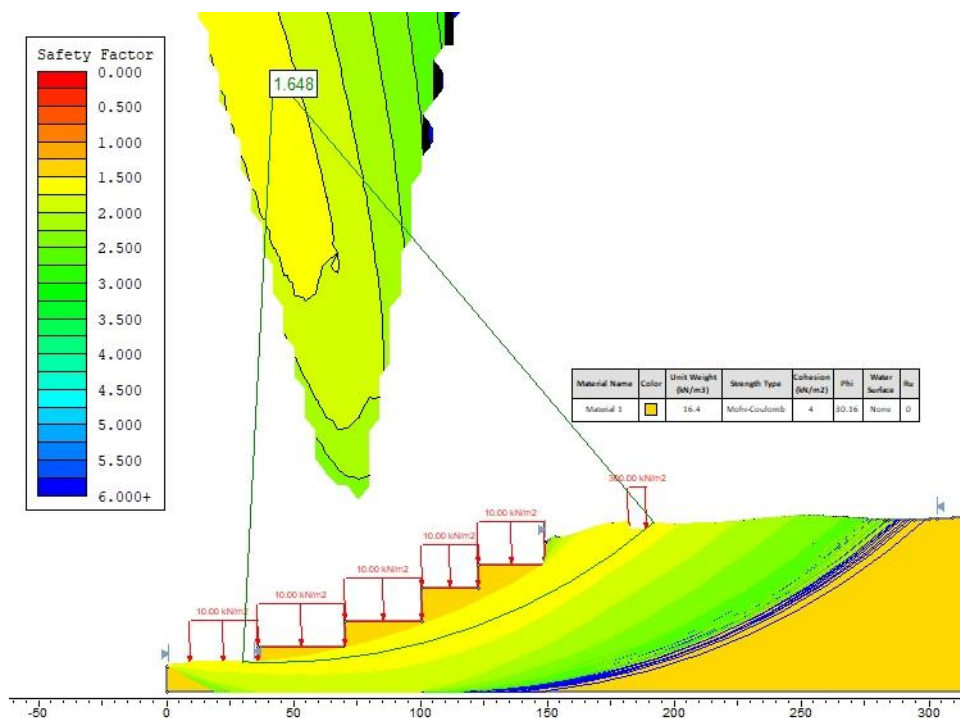 Safety Factor
0.000
0.500
1.000
1.500
2.000
2.500
3.000
3.500
4.000
4.500
5.000
5.500
6.000+
1.648
Material Name Color Unit Weight (kN/m3) Strength Type Cohesion (kN/m2) Phi Water Surface Ru
Material 1 16.4 Mohr-Coulomb 4 30.16 None 0
300.00 kN/m2
10.00 kN/m2
10.00 kN/m2
10.00 kN/m2
10.00 kN/m2
10.00 kN/m2
-50 0 50 100 150 200 250 300